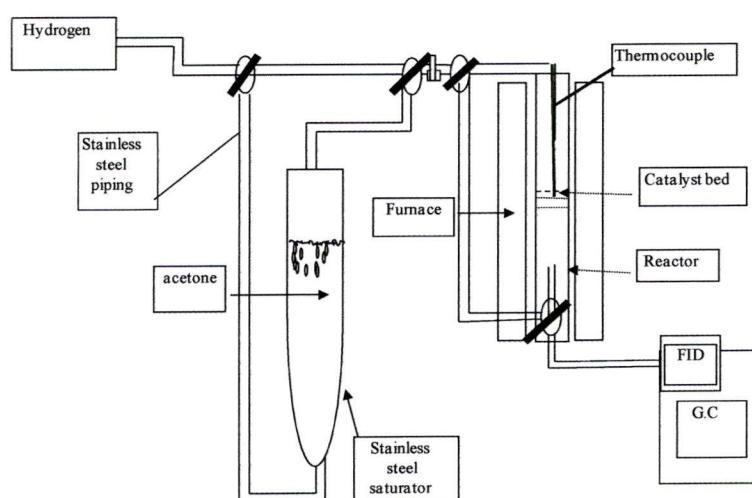 Hydrogen
Thermocouple
Stainless
steel
piping
Catalyst bed
Furnace
Reactor
acetone
FID
G.C
Stainless
steel
saturator